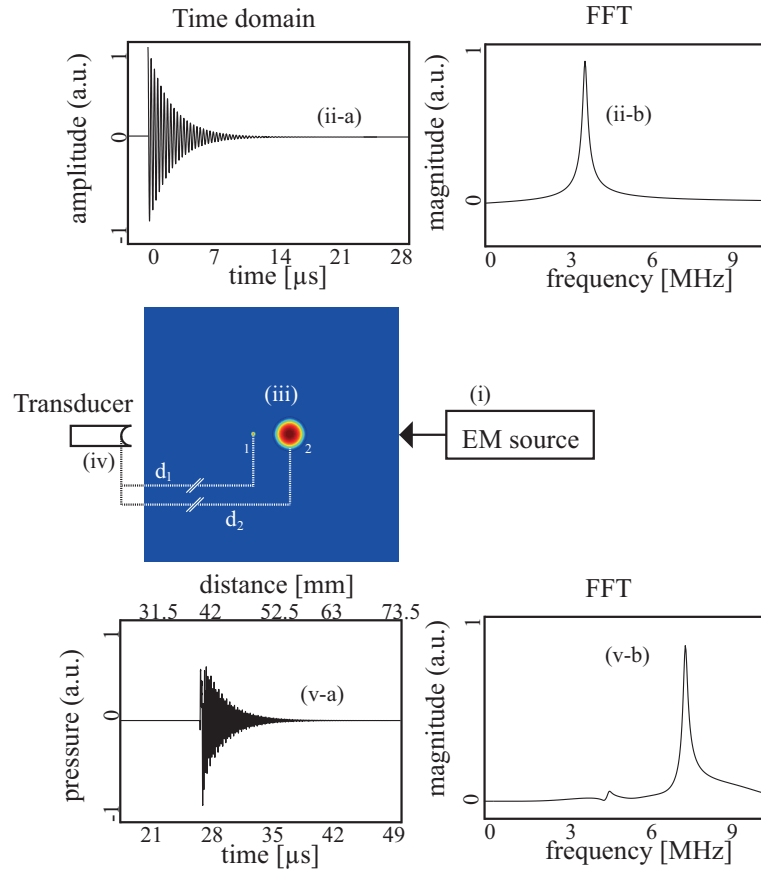 Time domain
FFT
amplitude (a.u.)
1
0
-1
(ii-a)
0 7 14 21 28
time [µs]
magnitude (a.u.)
1
0
(ii-b)
0 3 6 9
frequency [MHz]
Transducer
(iv)
(iii)
1
2
d1
d2
(i)
EM source
distance [mm]
31.5 42 52.5 63 73.5
FFT
pressure (a.u.)
1
0
-1
(v-a)
21 28 35 42 49
time [µs]
magnitude (a.u.)
1
0
(v-b)
0 3 6 9
frequency [MHz]